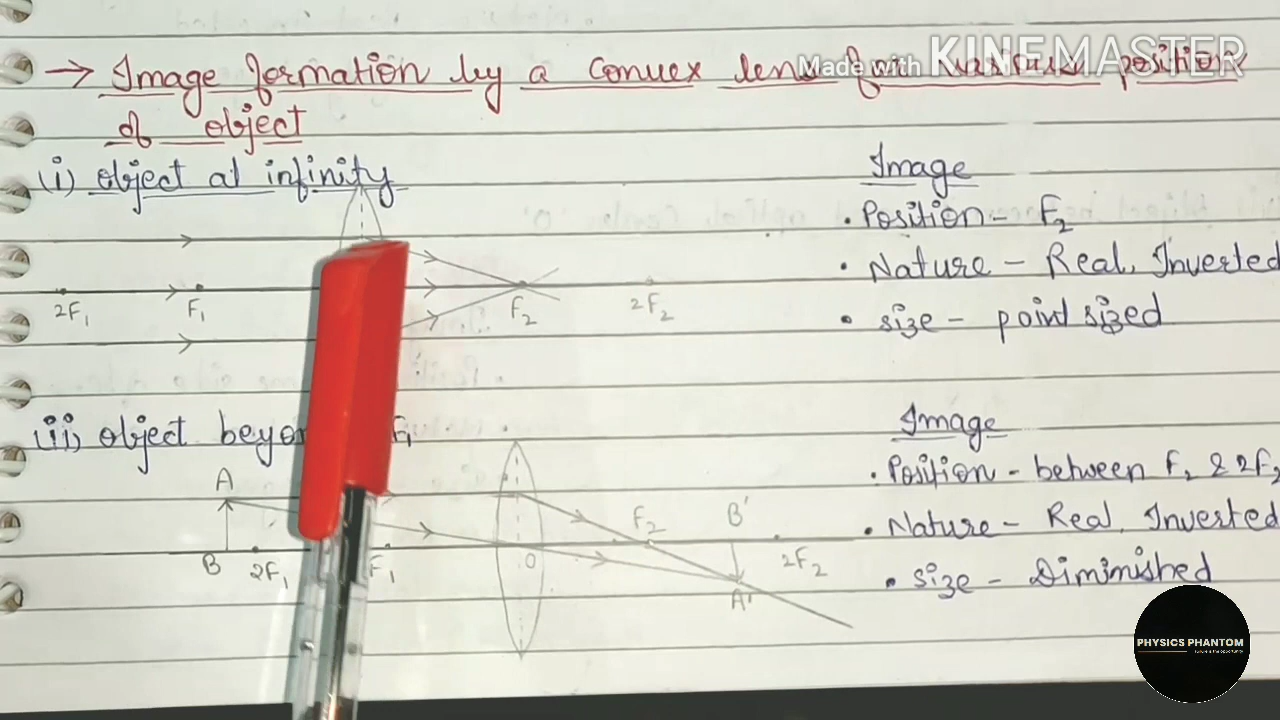 → Image formation by a convex lens for various position
Made with KINEMASTER
of object
(i) object at infinity
Image
• Position - F₂
• Nature - Real, Inverted
• size - point sized
2F₁ F₁ F₂ 2F₂
(ii) object F₁
Image
• Position - between F₂ & 2F₂
• Nature - Real, Inverted
• size - Diminished
A
B 2F₁ F₁ O F₂ B' 2F₂
A'
PHYSICS PHANTOM